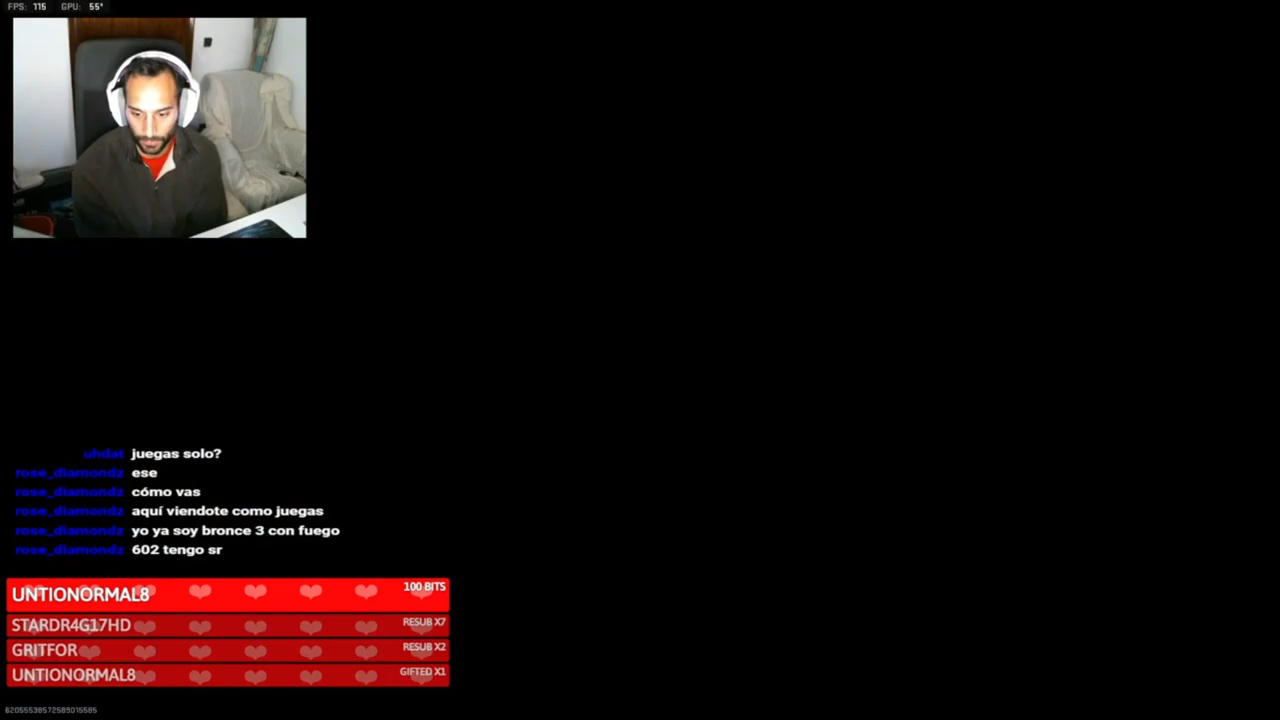 FPS: 115 GPU: 55°
uhdat juegas solo?
rose_diamondz ese
rose_diamondz cómo vas
rose_diamondz aquí viendote como juegas
rose_diamondz yo ya soy bronce 3 con fuego
rose_diamondz 602 tengo sr
UNTIONORMAL8 100 BITS
STARDR4G17HD RESUB X7
GRITFOR RESUB X2
UNTIONORMAL8 GIFTED X1